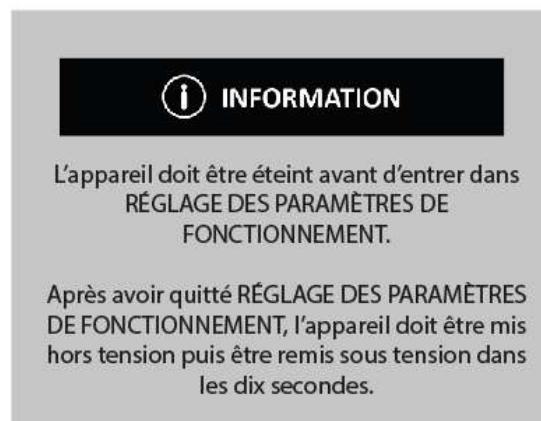 INFORMATION
L'appareil doit être éteint avant d'entrer dans
RÉGLAGE DES PARAMÈTRES DE
FONCTIONNEMENT.
Après avoir quitté RÉGLAGE DES PARAMÈTRES
DE FONCTIONNEMENT, l'appareil doit être mis
hors tension puis être remis sous tension dans
les dix secondes.